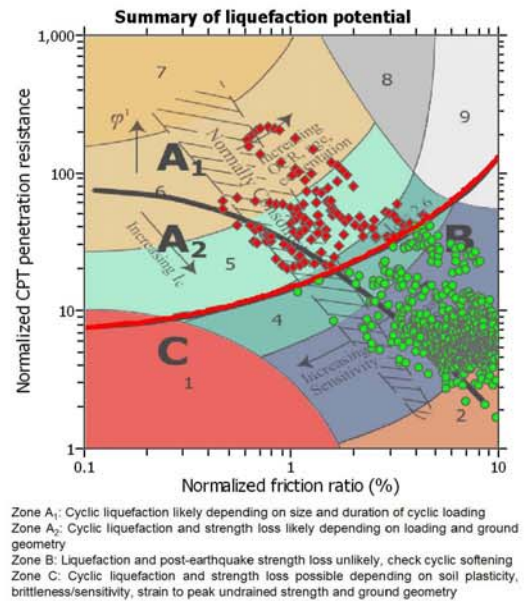 Summary of liquefaction potential
1,000
100
10
1
Normalized CPT penetration resistance
7
8
9
φ'
A1
6
A2
5
B
4
C
1
2
Increasing Ic
Normally
Increasing
Increasing
Sensitivity
0.1
1
10
Normalized friction ratio (%)
Zone A1: Cyclic liquefaction likely depending on size and duration of cyclic loading
Zone A2: Cyclic liquefaction and strength loss likely depending on loading and ground
geometry
Zone B: Liquefaction and post-earthquake strength loss unlikely, check cyclic softening
Zone C: Cyclic liquefaction and strength loss possible depending on soil plasticity,
brittleness/sensitivity, strain to peak undrained strength and ground geometry